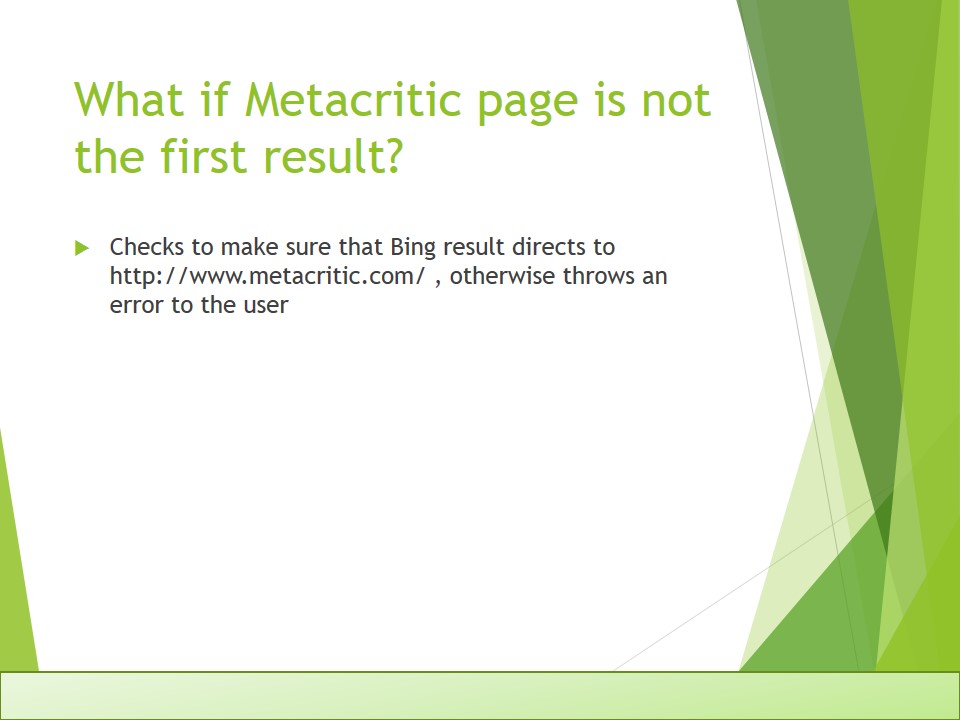 What if Metacritic page is not
the first result?
Checks to make sure that Bing result directs to
http://www.metacritic.com/ , otherwise throws an
error to the user